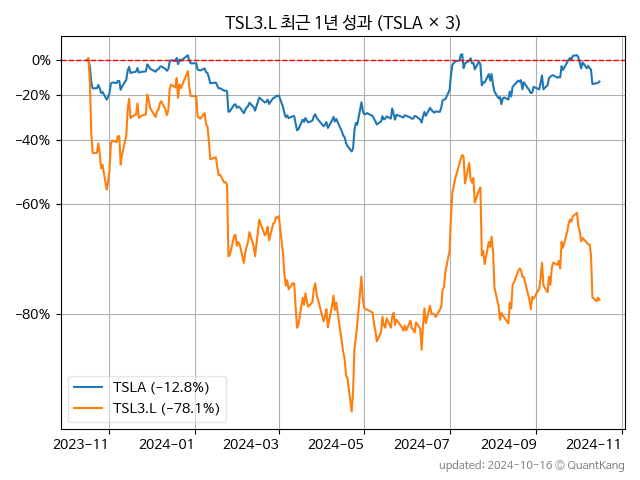 TSL3.L 최근 1년 성과 (TSLA × 3)
0%
−20%
−40%
−60%
−80%
TSLA (−12.8%)
TSL3.L (−78.1%)
2023−11 2024−01 2024−03 2024−05 2024−07 2024−09 2024−11
updated: 2024-10-16 © QuantKang